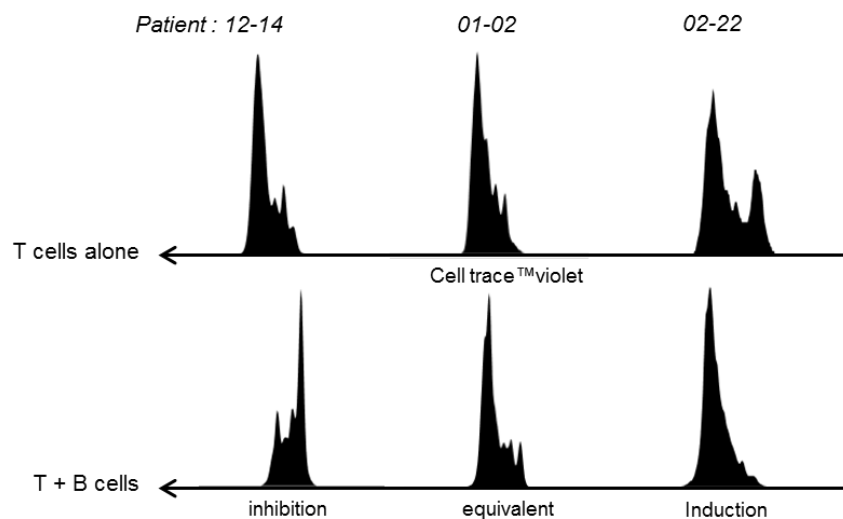 Patient : 12-14 01-02 02-22
T cells alone
Cell trace™violet
T + B cells
inhibition equivalent Induction